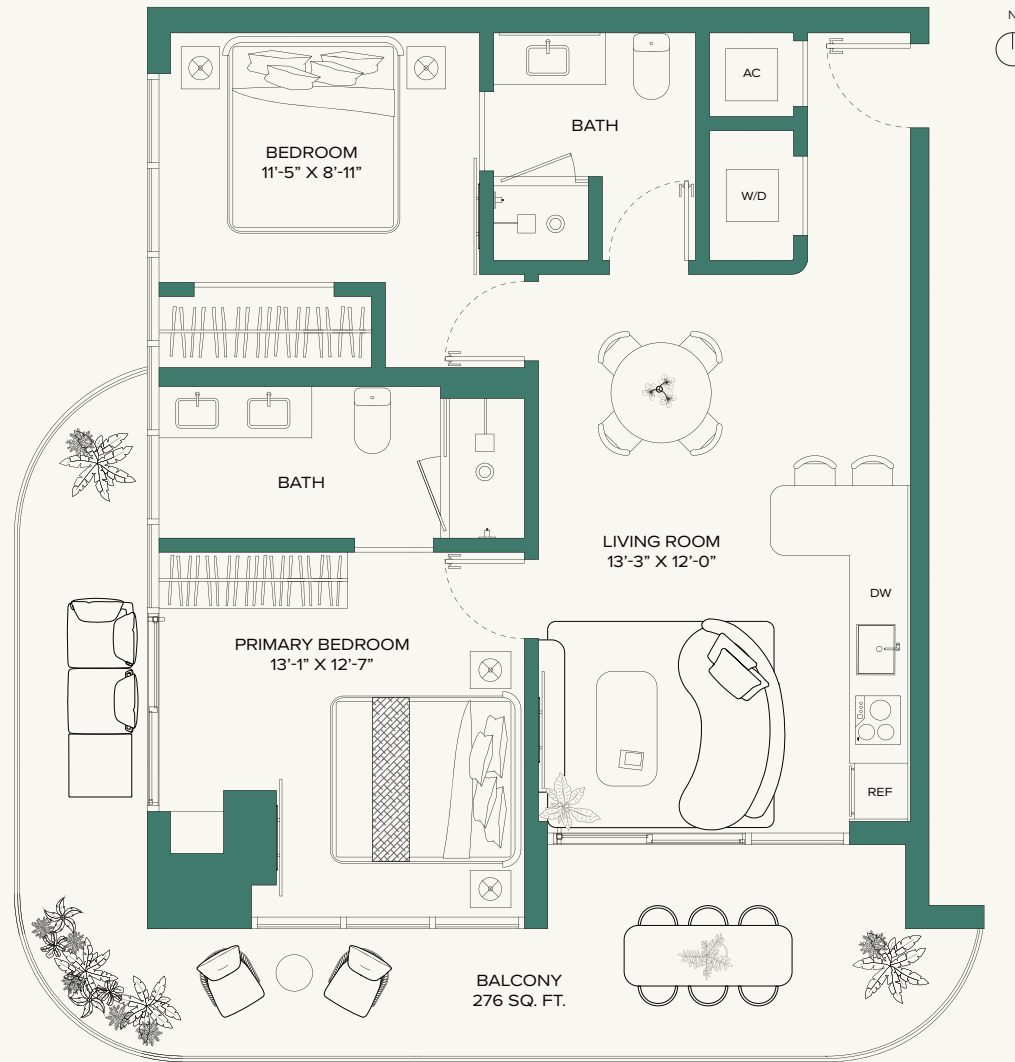 N
AC
BATH
BEDROOM
11'-5" X 8'-11"
W/D
BATH
LIVING ROOM
13'-3" X 12'-0"
DW
PRIMARY BEDROOM
13'-1" X 12'-7"
REF
BALCONY
276 SQ. FT.